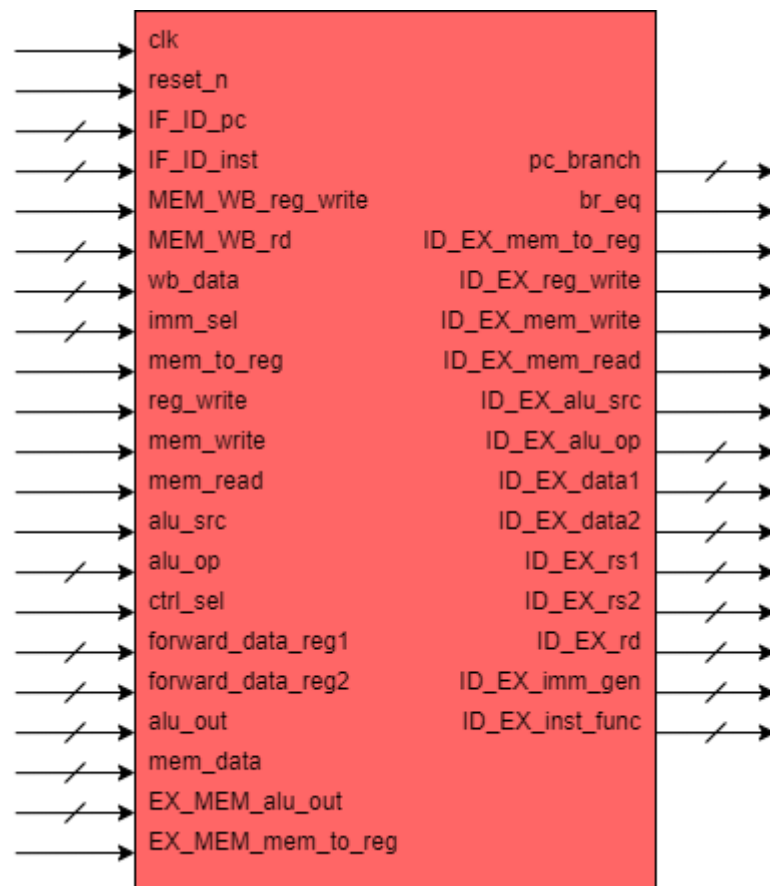 clk
reset_n
IF_ID_pc
IF_ID_inst
MEM_WB_reg_write
MEM_WB_rd
wb_data
imm_sel
mem_to_reg
reg_write
mem_write
mem_read
alu_src
alu_op
ctrl_sel
forward_data_reg1
forward_data_reg2
alu_out
mem_data
EX_MEM_alu_out
EX_MEM_mem_to_reg
pc_branch
br_eq
ID_EX_mem_to_reg
ID_EX_reg_write
ID_EX_mem_write
ID_EX_mem_read
ID_EX_alu_src
ID_EX_alu_op
ID_EX_data1
ID_EX_data2
ID_EX_rs1
ID_EX_rs2
ID_EX_rd
ID_EX_imm_gen
ID_EX_inst_func